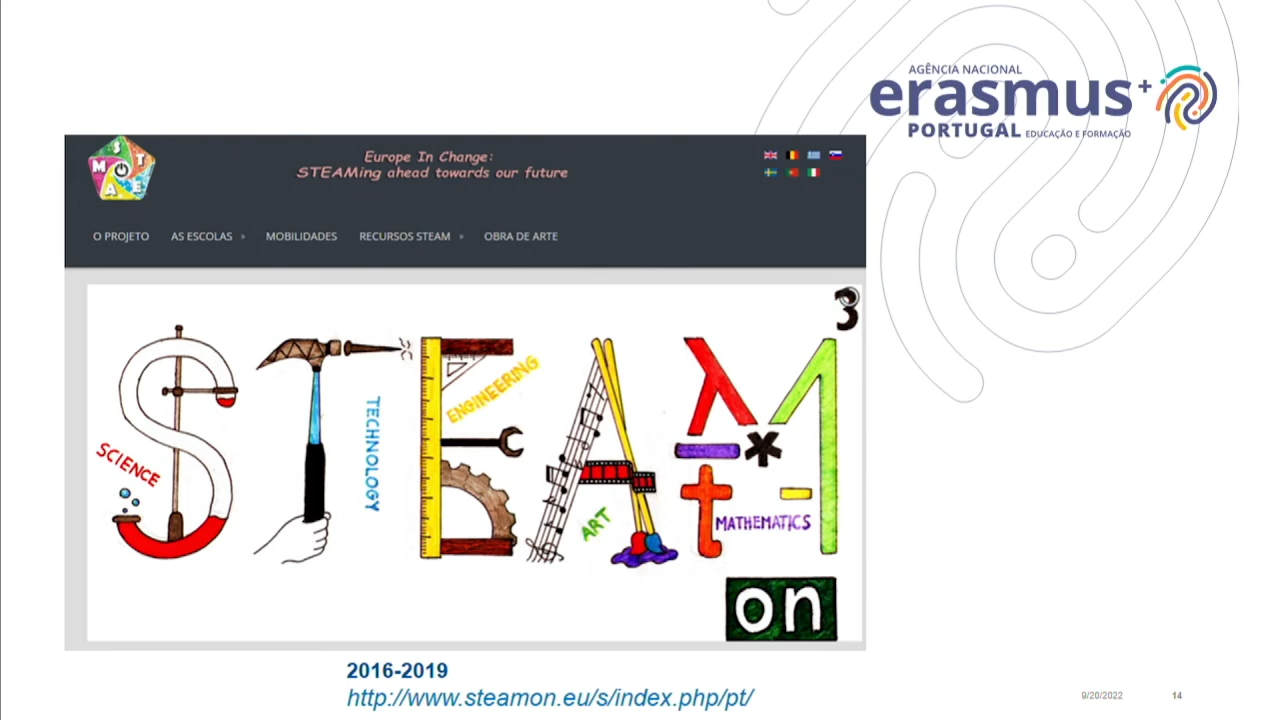 AGÊNCIA NACIONAL
erasmus+
PORTUGAL EDUCAÇÃO E FORMAÇÃO
S T E A M
Europe In Change:
STEAMing ahead towards our future
O PROJETO AS ESCOLAS » MOBILIDADES RECURSOS STEAM » OBRA DE ARTE
3
STEAM
SCIENCE
TECHNOLOGY
ENGINEERING
ART
MATHEMATICS
on
2016-2019
http://www.steamon.eu/s/index.php/pt/
9/20/2022 14